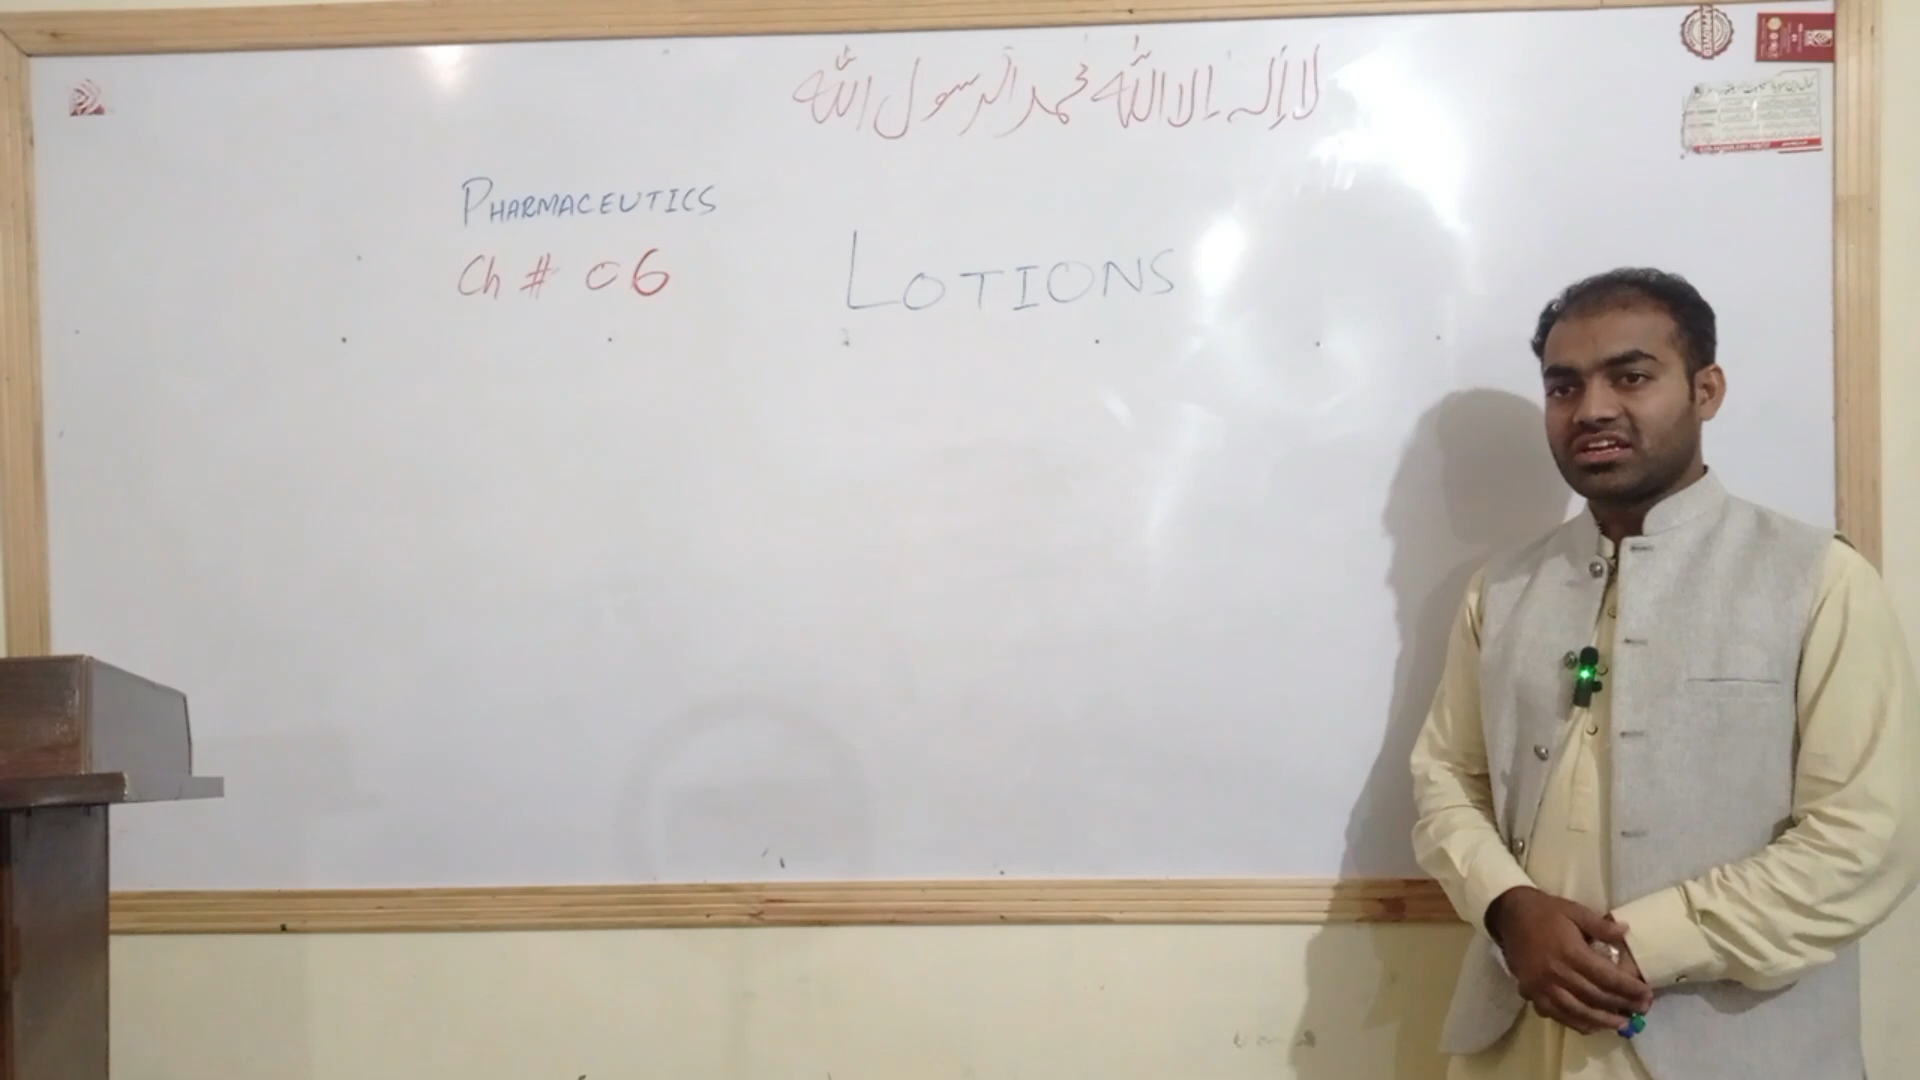 لا إله إلا الله محمد الرسول الله
PHARMACEUTICS
Ch # 06
LOTIONS